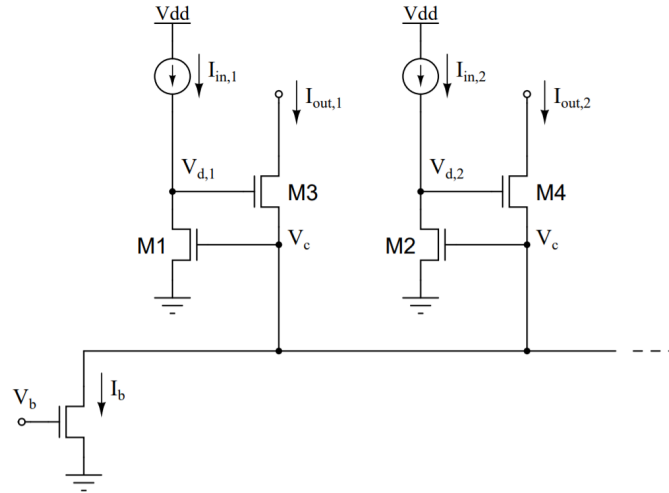 Vdd
Vdd
I_in,1
I_in,2
I_out,1
I_out,2
V_d,1
V_d,2
M3
M4
M1
V_c
M2
V_c
V_b
I_b